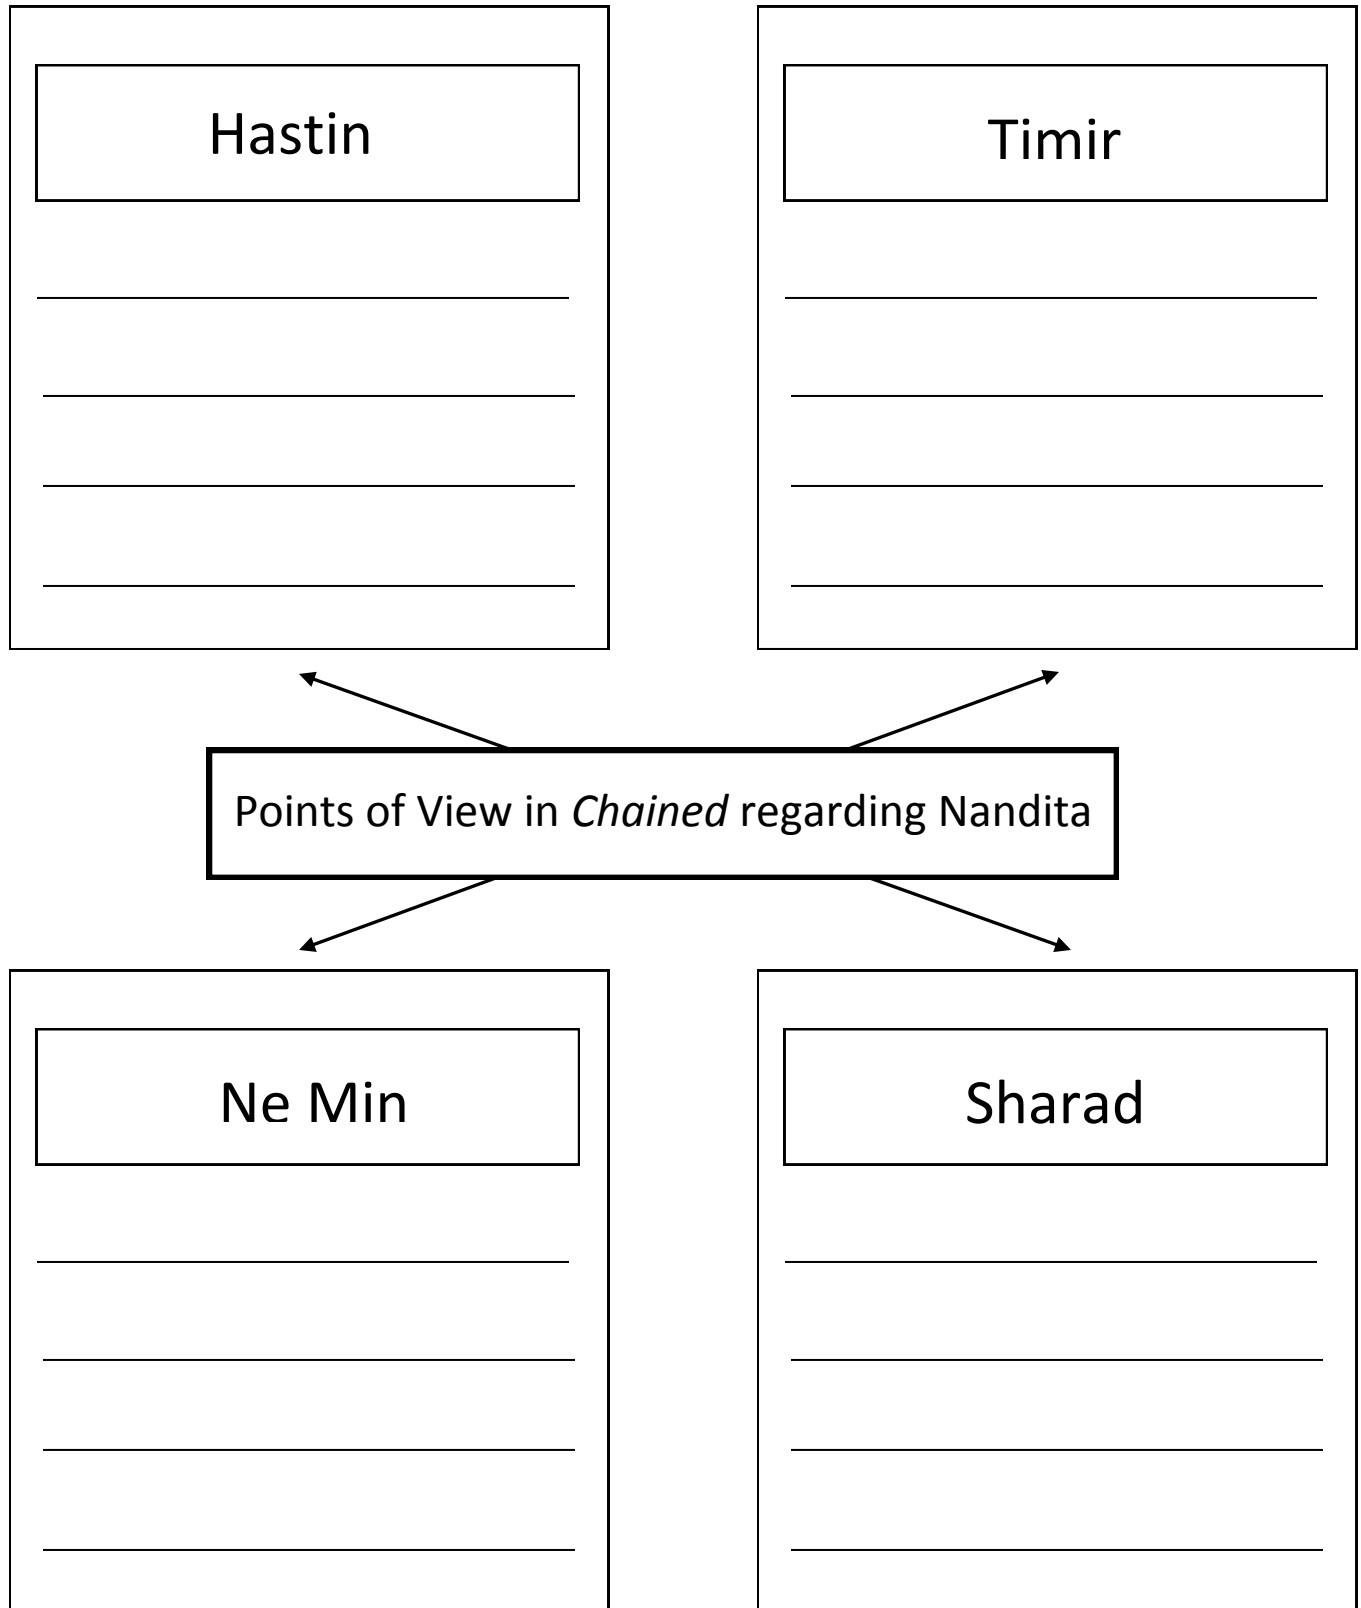 Hastin
Timir
Points of View in Chained regarding Nandita
Ne Min
Sharad